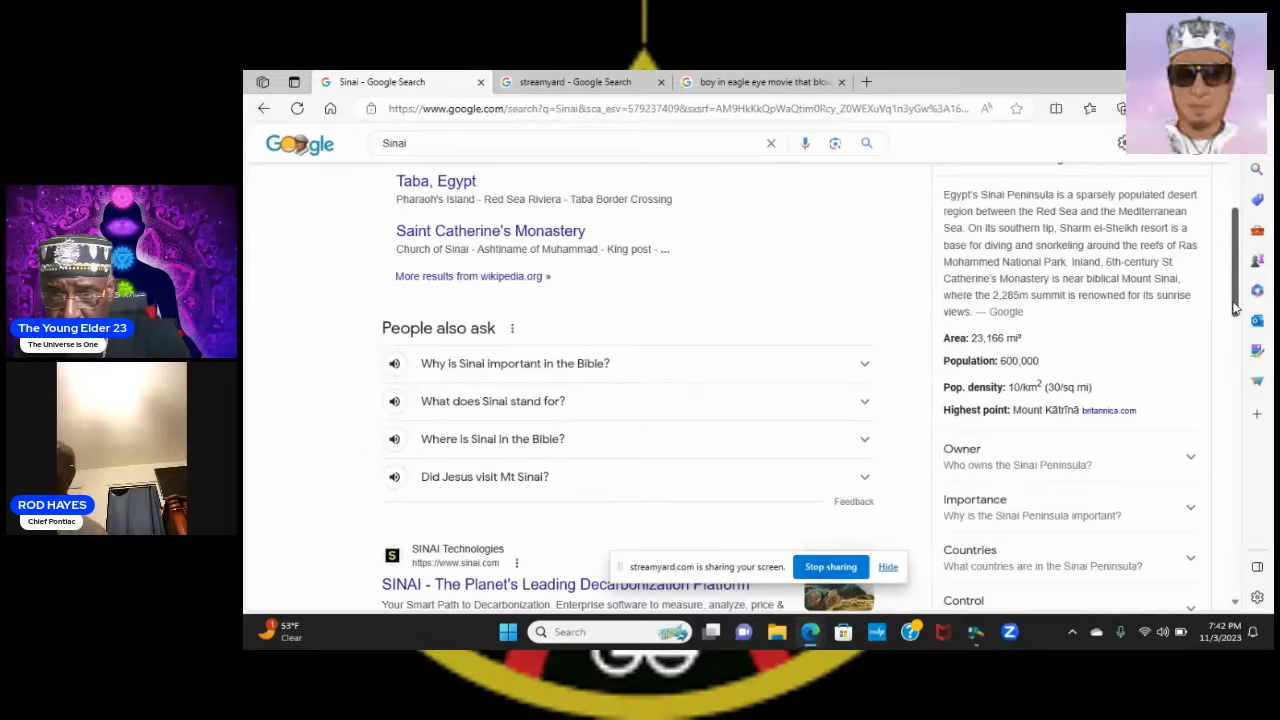 Sinai - Google Search
streamyard - Google Search
boy in eagle eye movie that blo
https://www.google.com/search?q=Sinai&sca_esv=579237409&sxsrf=AM9HkKkQpWaQtim0Rcy_Z0WEXuVq1n3yGw%3A16...
Google
Sinai
Taba, Egypt
Pharaoh's Island - Red Sea Riviera - Taba Border Crossing
Saint Catherine's Monastery
Church of Sinai - Ashtiname of Muhammad - King post - ...
More results from wikipedia.org »
People also ask
Why is Sinai important in the Bible?
What does Sinai stand for?
Where is Sinai in the Bible?
Did Jesus visit Mt Sinai?
Feedback
SINAI Technologies
https://www.sinai.com
SINAI - The Planet's Leading Decarbonization Platform
Your Smart Path to Decarbonization. Enterprise software to measure, analyze, price &
Egypt's Sinai Peninsula is a sparsely populated desert
region between the Red Sea and the Mediterranean
Sea. On its southern tip, Sharm el-Sheikh resort is a
base for diving and snorkeling around the reefs of Ras
Mohammed National Park. Inland, 6th-century St.
Catherine's Monastery is near biblical Mount Sinai,
where the 2,285m summit is renowned for its sunrise
views. — Google
Area: 23,166 mi²
Population: 600,000
Pop. density: 10/km² (30/sq mi)
Highest point: Mount Kātrīnā britannica.com
Owner
Who owns the Sinai Peninsula?
Importance
Why is the Sinai Peninsula important?
Countries
What countries are in the Sinai Peninsula?
Control
streamyard.com is sharing your screen.
Stop sharing
Hide
The Young Elder 23
The Universe is One
ROD HAYES
Chief Pontiac
1
53°F
Clear
Search
7:42 PM
11/3/2023